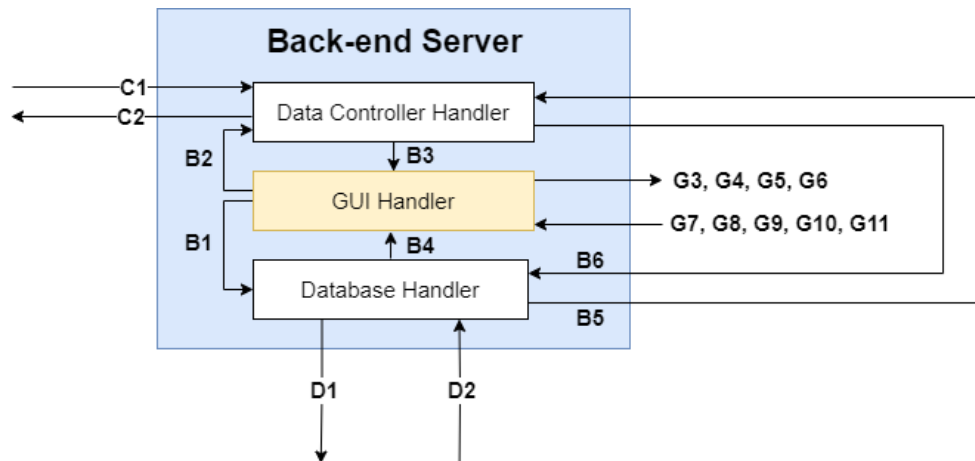 Back-end Server
C1
Data Controller Handler
C2
B2
B3
G3, G4, G5, G6
GUI Handler
G7, G8, G9, G10, G11
B1
B4
B6
Database Handler
B5
D1
D2